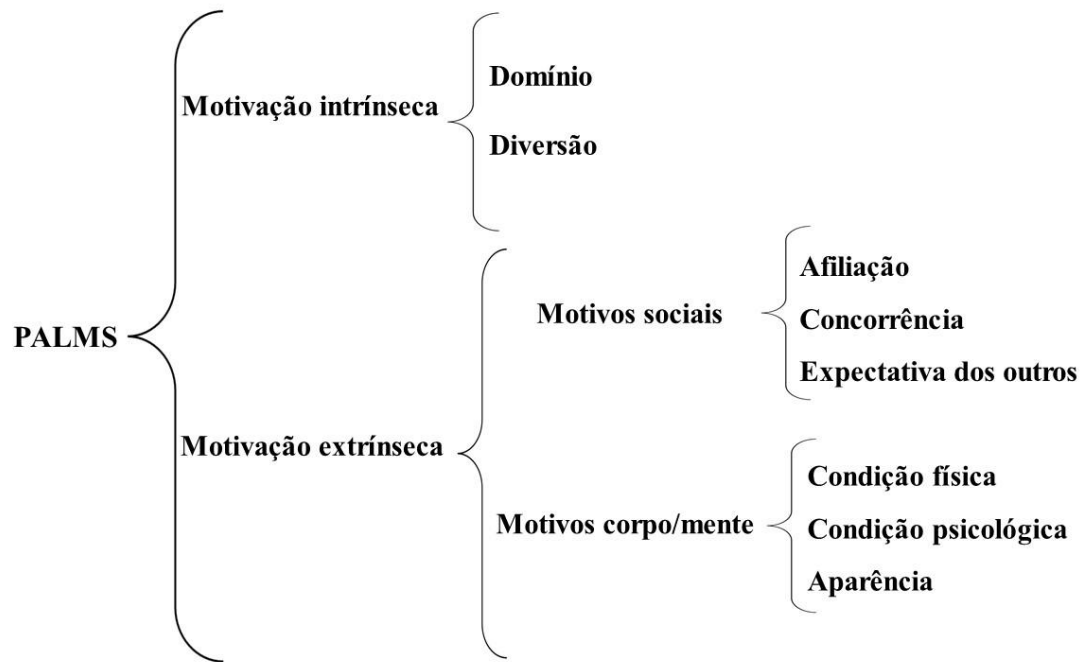 PALMS
Motivação intrínseca
Domínio
Diversão
Motivação extrínseca
Motivos sociais
Afiliação
Concorrência
Expectativa dos outros
Motivos corpo/mente
Condição física
Condição psicológica
Aparência